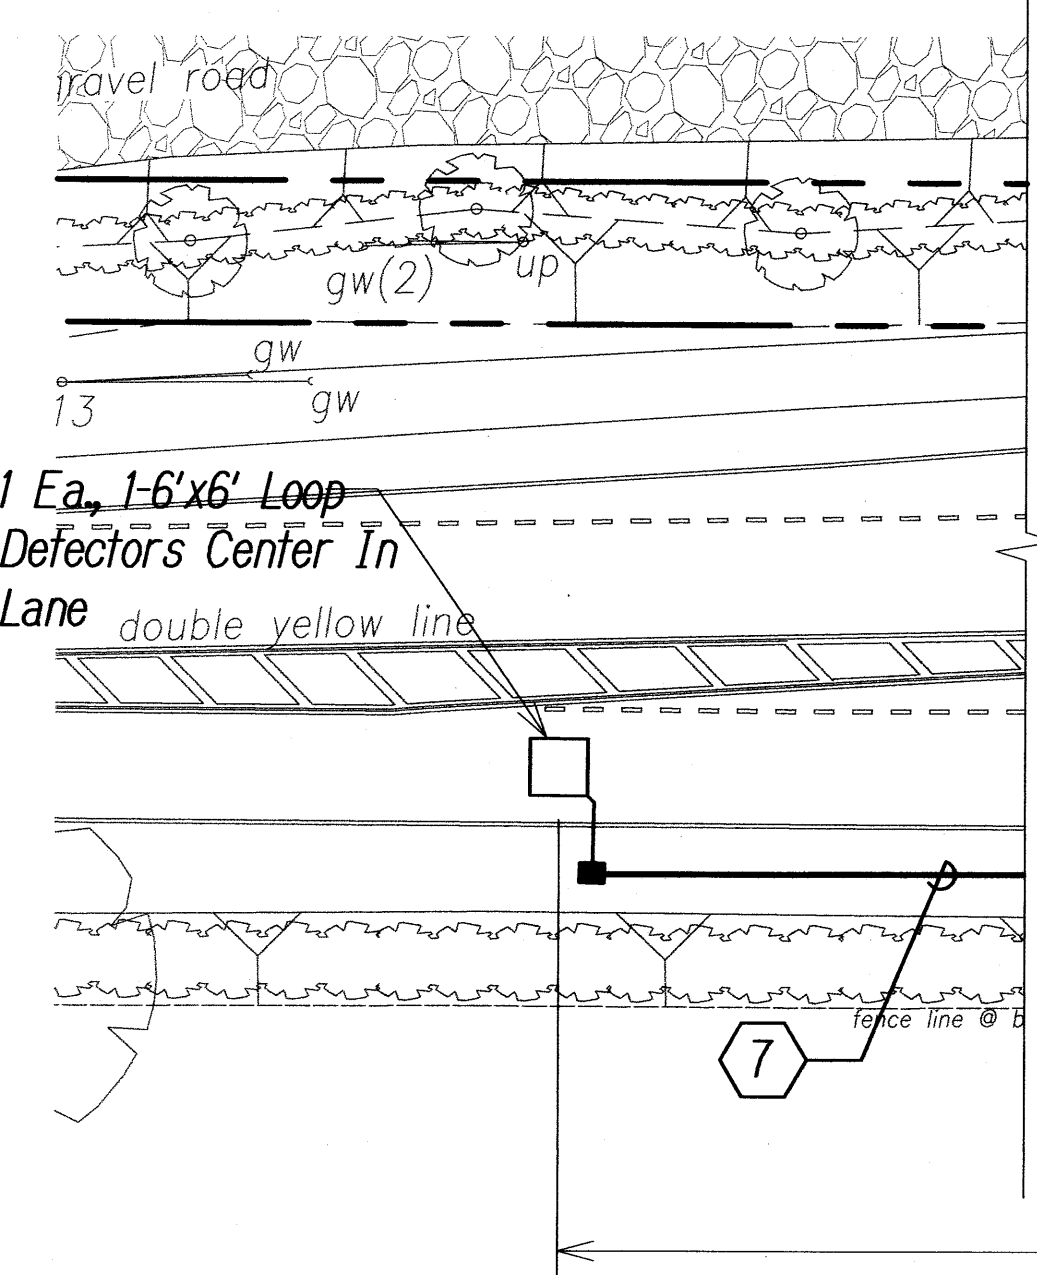 road
up
gw(2)
gw
gw
13
1 Ea., 1-6'x6' Loop
Detectors Center In
Lane
double yellow line
fence line @ b
7